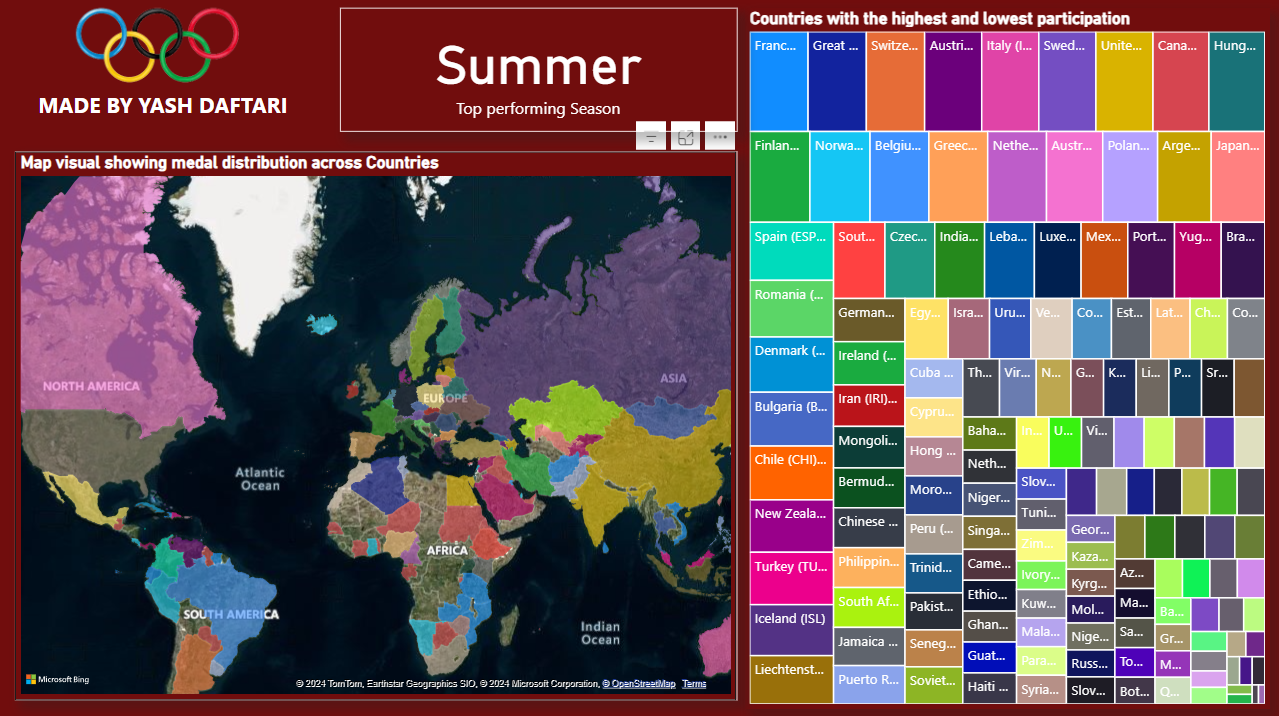 MADE BY YASH DAFTARI
Summer
Top performing Season
Map visual showing medal distribution across Countries
NORTH AMERICA
ASIA
EUROPE
Atlantic
Ocean
AFRICA
SOUTH AMERICA
Indian
Ocean
Microsoft Bing
© 2024 TomTom, Earthstar Geographics SIO, © 2024 Microsoft Corporation, © OpenStreetMap Terms
Countries with the highest and lowest participation
Franc... Great ... Switze... Austri... Italy (I... Swed... Unite... Cana... Hung...
Finlan... Norwa... Belgiu... Greec... Nethe... Austr... Polan... Arge... Japan...
Spain (ESP... Sout... Czec... India... Leba... Luxe... Mex... Port... Yug... Bra...
Romania (...
Denmark (...
Bulgaria (B...
Chile (CHI)...
New Zeala...
Turkey (TU...
Iceland (ISL)
Liechtenst...
German...
Ireland (...
Iran (IRI)...
Mongoli...
Bermud...
Chinese ...
Philippin...
South Af...
Jamaica ...
Puerto R...
Egy... Isra... Uru... Ve... Co... Est... Lat... Ch... Co...
Cuba ...
Cypru...
Hong ...
Moro...
Peru (...
Trinid...
Pakist...
Seneg...
Soviet...
Th... Vir... N... G... K... Li... P... Sr...
Baha...
Neth...
Niger...
Singa...
Came...
Ethio...
Ghan...
Guat...
Haiti ...
In... U... Vi...
Slov...
Tuni...
Zim...
Ivory...
Kuw...
Mala...
Para...
Syria...
Geor...
Kaza...
Kyrg...
Mol...
Nige...
Russ...
Slov...
Az...
Ma...
Sa...
To...
Bot...
Ba...
Gr...
M...
Q...